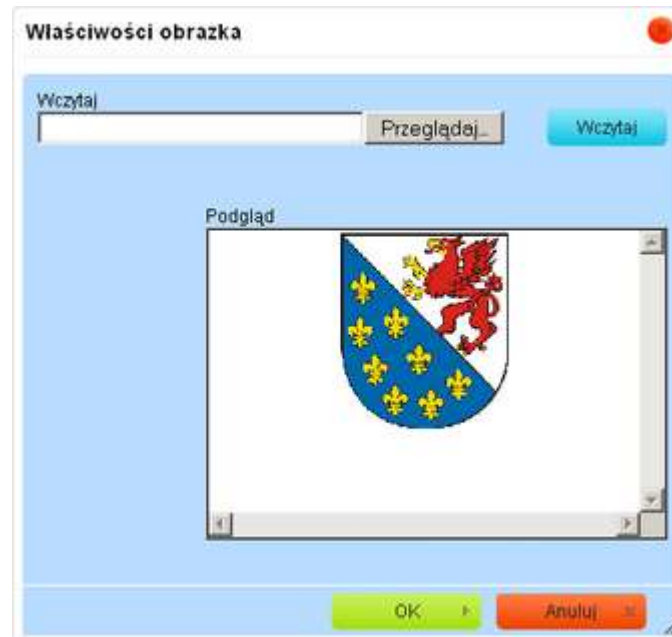 Właściwości obrazka
Wczytaj
Przeglądaj... Wczytaj
Podgląd
OK Anuluj